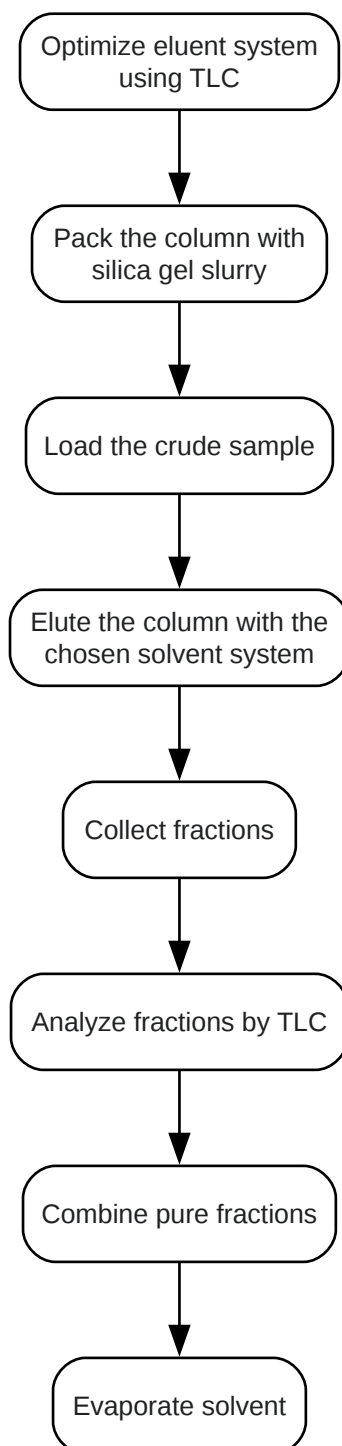 Optimize eluent system
using TLC
Pack the column with
silica gel slurry
Load the crude sample
Elute the column with the
chosen solvent system
Collect fractions
Analyze fractions by TLC
Combine pure fractions
Evaporate solvent